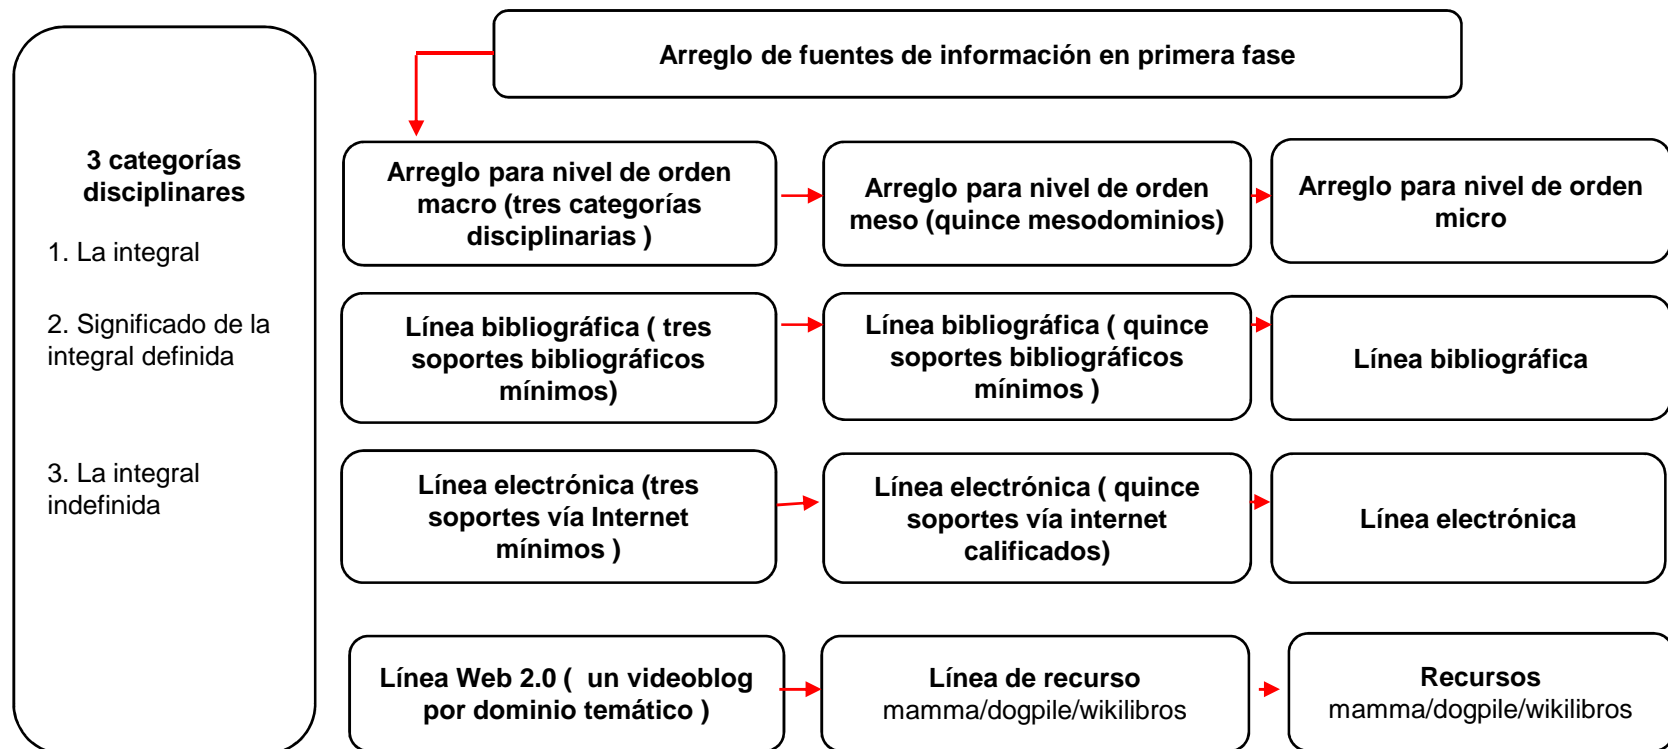 Arreglo de fuentes de información en primera fase
3 categorías
disciplinares
1. La integral
2. Significado de la
integral definida
3. La integral
indefinida
Arreglo para nivel de orden
macro (tres categorías
disciplinarias )
Arreglo para nivel de orden
meso (quince mesodominios)
Arreglo para nivel de orden
micro
Línea bibliográfica ( tres
soportes bibliográficos
mínimos)
Línea bibliográfica ( quince
soportes bibliográficos
mínimos )
Línea bibliográfica
Línea electrónica (tres
soportes vía Internet
mínimos )
Línea electrónica ( quince
soportes vía internet
calificados)
Línea electrónica
Línea Web 2.0 (  un videoblog
por dominio temático )
Línea de recurso
mamma/dogpile/wikilibros
Recursos
mamma/dogpile/wikilibros